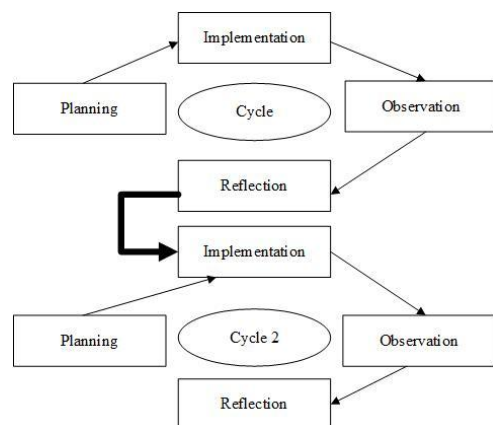 Implementation
Planning
Cycle
Observation
Reflection
Implementation
Planning
Cycle 2
Observation
Reflection